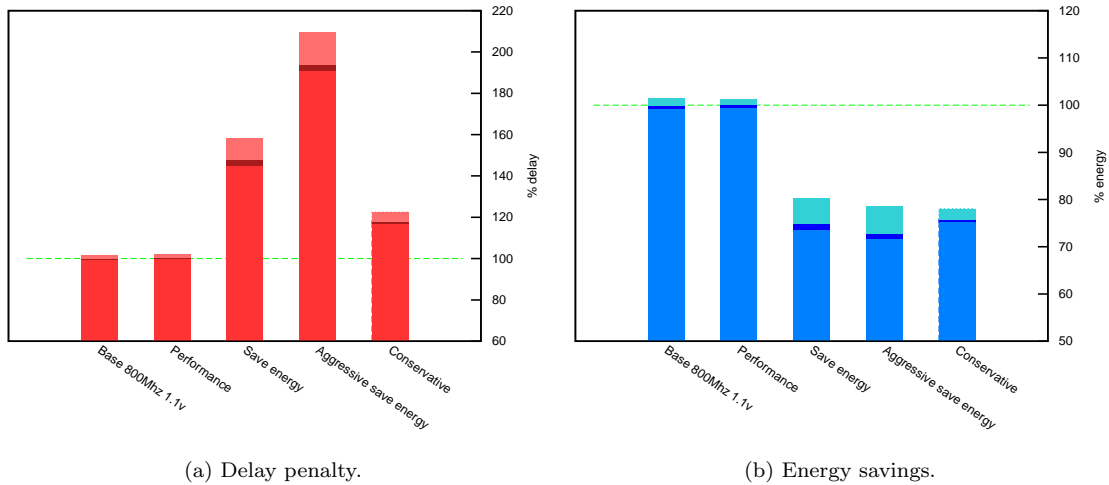 220
200
180
160
140
120
100
80
60
% delay
Base 800Mhz 1.1v
Performance
Save energy
Aggressive save energy
Conservative
(a) Delay penalty.
120
110
100
90
80
70
60
50
% energy
Base 800Mhz 1.1v
Performance
Save energy
Aggressive save energy
Conservative
(b) Energy savings.